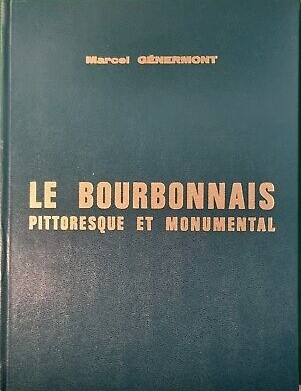 Marcel GÉNERMONT
LE BOURBONNAIS
PITTORESQUE ET MONUMENTAL